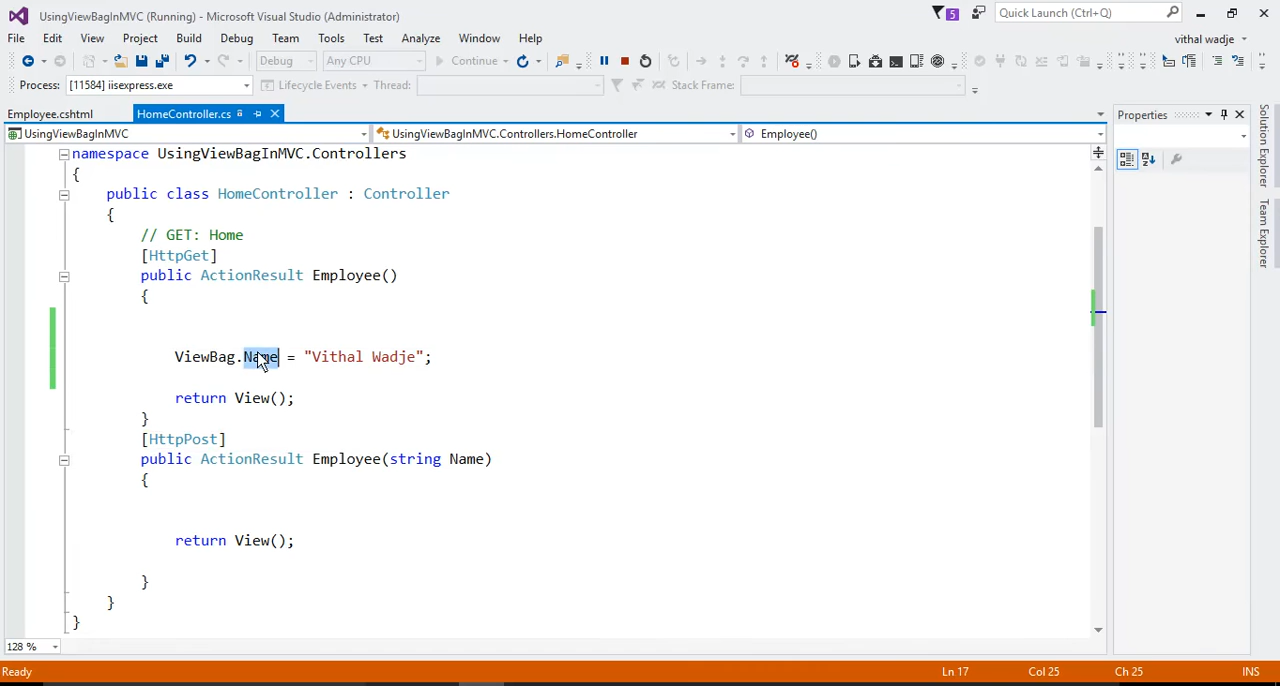 UsingViewBagInMVC (Running) - Microsoft Visual Studio (Administrator)
5
Quick Launch (Ctrl+Q)
File Edit View Project Build Debug Team Tools Test Analyze Window Help
vithal wadje
Debug Any CPU Continue
Process: [11584] iisexpress.exe Lifecycle Events Thread: Stack Frame:
Employee.cshtml HomeController.cs
Properties
UsingViewBagInMVC UsingViewBagInMVC.Controllers.HomeController Employee()
Solution Explorer
Team Explorer
namespace UsingViewBagInMVC.Controllers
{
public class HomeController : Controller
{
// GET: Home
[HttpGet]
public ActionResult Employee()
{
ViewBag.Name = "Vithal Wadje";
return View();
}
[HttpPost]
public ActionResult Employee(string Name)
{
return View();
}
}
}
128 %
Ready Ln 17 Col 25 Ch 25 INS